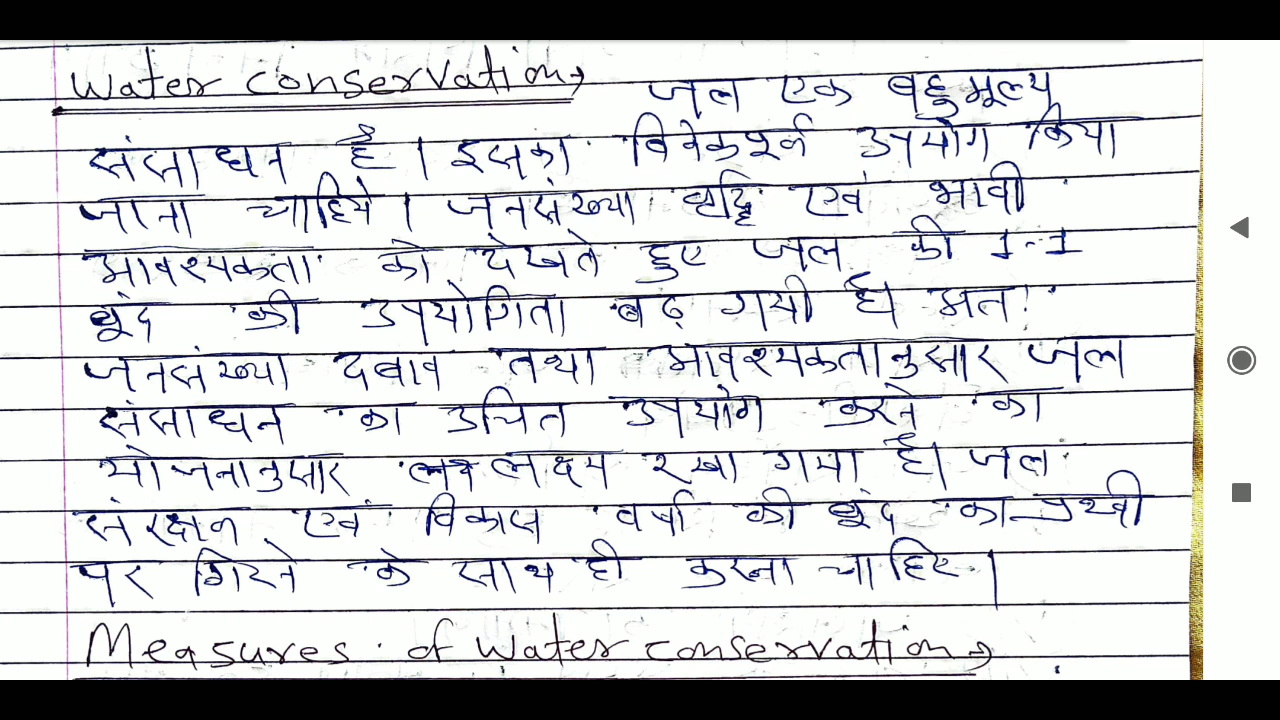 Water conservation→ जल एक बहुमूल्य
संसाधन है। इसका विवेकपूर्ण उपयोग किया
जाना चाहिये। जनसंख्या वृद्धि एवं भावी
आवश्यकता को देखते हुए जल की 1-1
बूंद की उपयोगिता बढ़ गयी है। अतः
जनसंख्या दबाव तथा आवश्यकतानुसार जल
संसाधन का उचित उपयोग करने का
योजनानुसार लक्ष्य रखा गया है। जल
संरक्षण एवं विकास वर्षा की बूंद का पृथ्वी
पर गिरने के साथ ही करना चाहिए।
Measures of Water conservation→